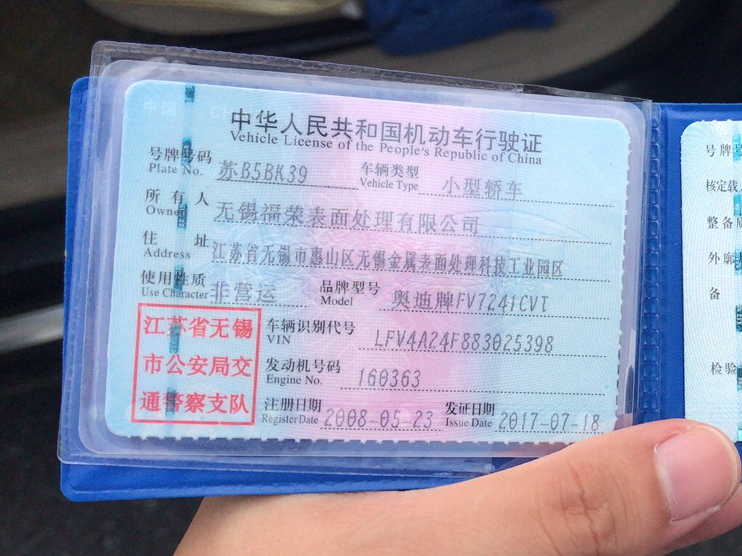 中华人民共和国机动车行驶证
Vehicle License of the People's Republic of China
号牌号码 苏B5BK39 车辆类型 小型轿车
Plate No. Vehicle Type
所有人 无锡福荣表面处理有限公司
Owner
住址 江苏省无锡市惠山区无锡金属表面处理科技工业园区
Address
使用性质 非营运 品牌型号 奥迪牌FV7241CVT
Use Character Model
江苏省无锡
市公安局交
通警察支队
车辆识别代号 LFV4A24F883025398
VIN
发动机号码 160363
Engine No.
注册日期 2008-05-23 发证日期 2017-07-18
Register Date Issue Date
号牌号
核定载
整备质
外廓
备
检验